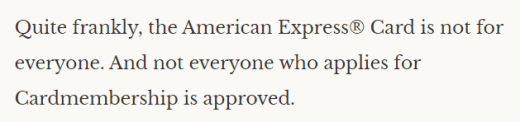 Quite frankly, the American Express® Card is not for
everyone. And not everyone who applies for
Cardmembership is approved.